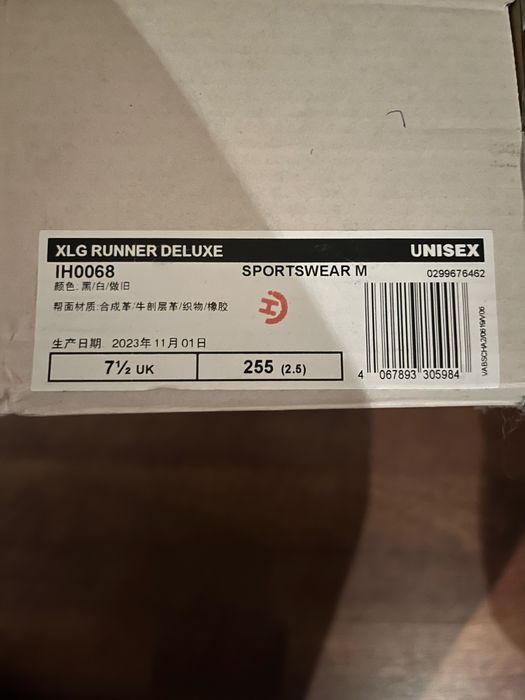 XLG RUNNER DELUXE UNISEX
IH0068 SPORTSWEAR M 0299676462
颜色: 黑/白/做旧
帮面材质:合成革/牛剖层革/织物/橡胶
生产日期 2023年11月01日
7½ UK 255 (2.5)
4 067893 305984